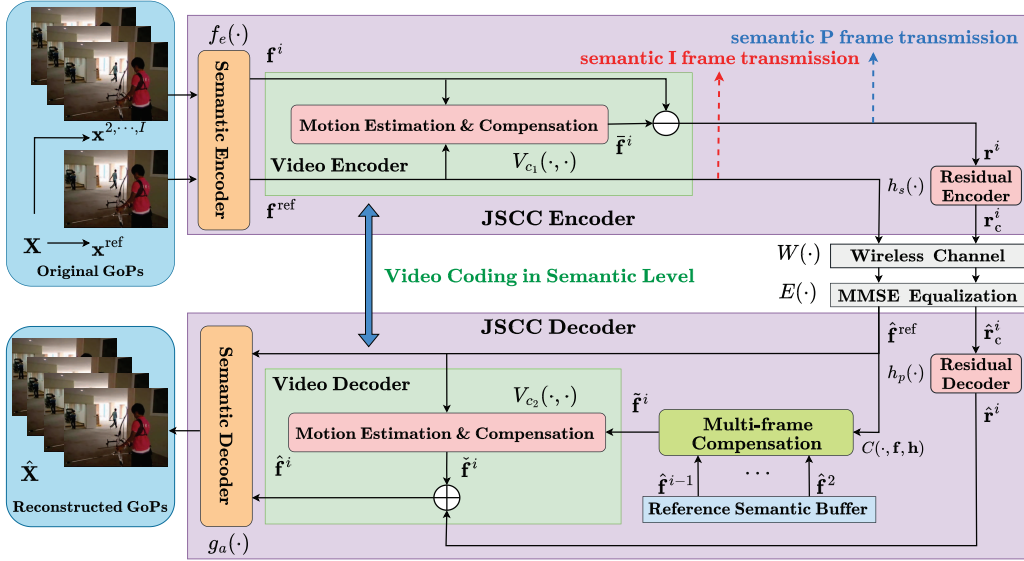 f_e(·)
f^i
semantic P frame transmission
semantic I frame transmission
Semantic Encoder
Motion Estimation & Compensation
x^{2,⋯,I}
f̄^i
r^i
Video Encoder
V_{c_1}(·,·)
h_s(·)
Residual
Encoder
f^{ref}
JSCC Encoder
r_c^i
X
x^{ref}
Original GoPs
W(·)
Wireless Channel
Video Coding in Semantic Level
E(·)
MMSE Equalization
JSCC Decoder
f̂^{ref}
r̂_c^i
Semantic Decoder
Video Decoder
h_p(·)
Residual
Decoder
V_{c_2}(·,·)
f̃^i
r̂^i
Motion Estimation & Compensation
Multi-frame
Compensation
C(·, f, h)
f̂^i
f̌^i
X̂
f̂^{i−1}
⋯
f̂^2
Reconstructed GoPs
Reference Semantic Buffer
g_a(·)